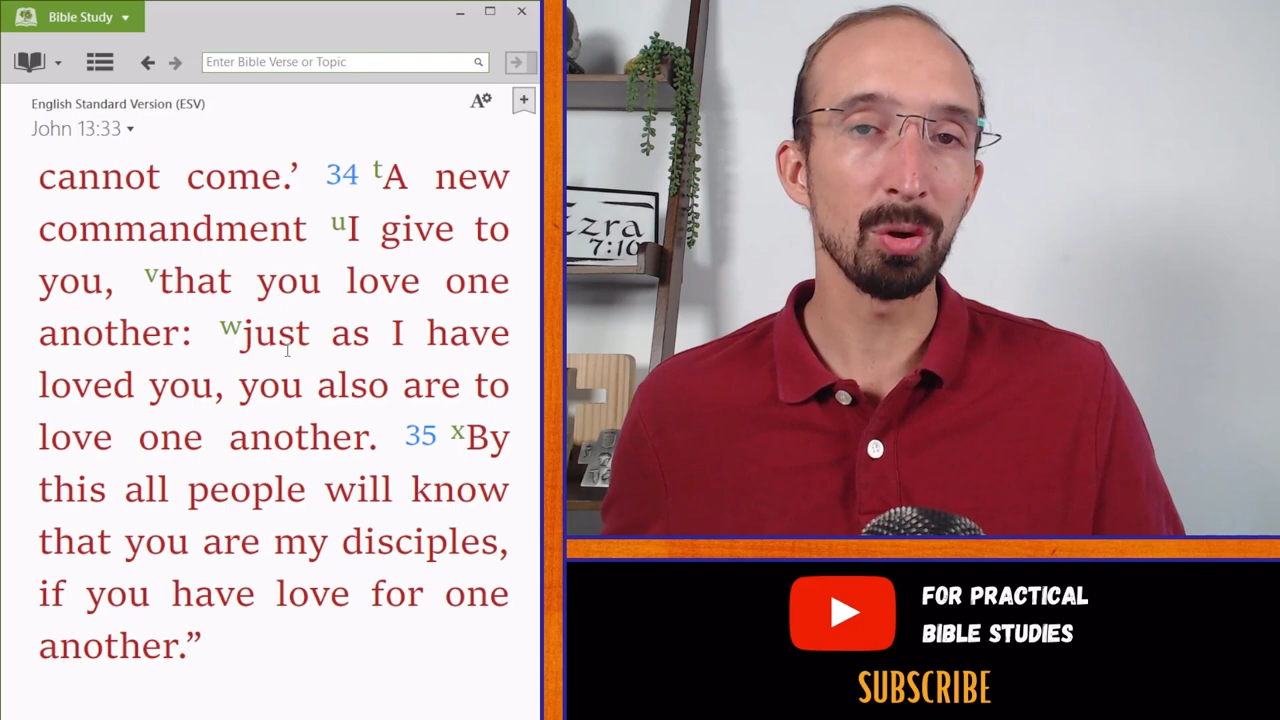 Bible Study
Enter Bible Verse or Topic
English Standard Version (ESV)
John 13:33
cannot come.’ 34 tA new
commandment uI give to
you, vthat you love one
another: wjust as I have
loved you, you also are to
love one another. 35 xBy
this all people will know
that you are my disciples,
if you have love for one
another.”
Ezra
7:10
FOR PRACTICAL
BIBLE STUDIES
SUBSCRIBE